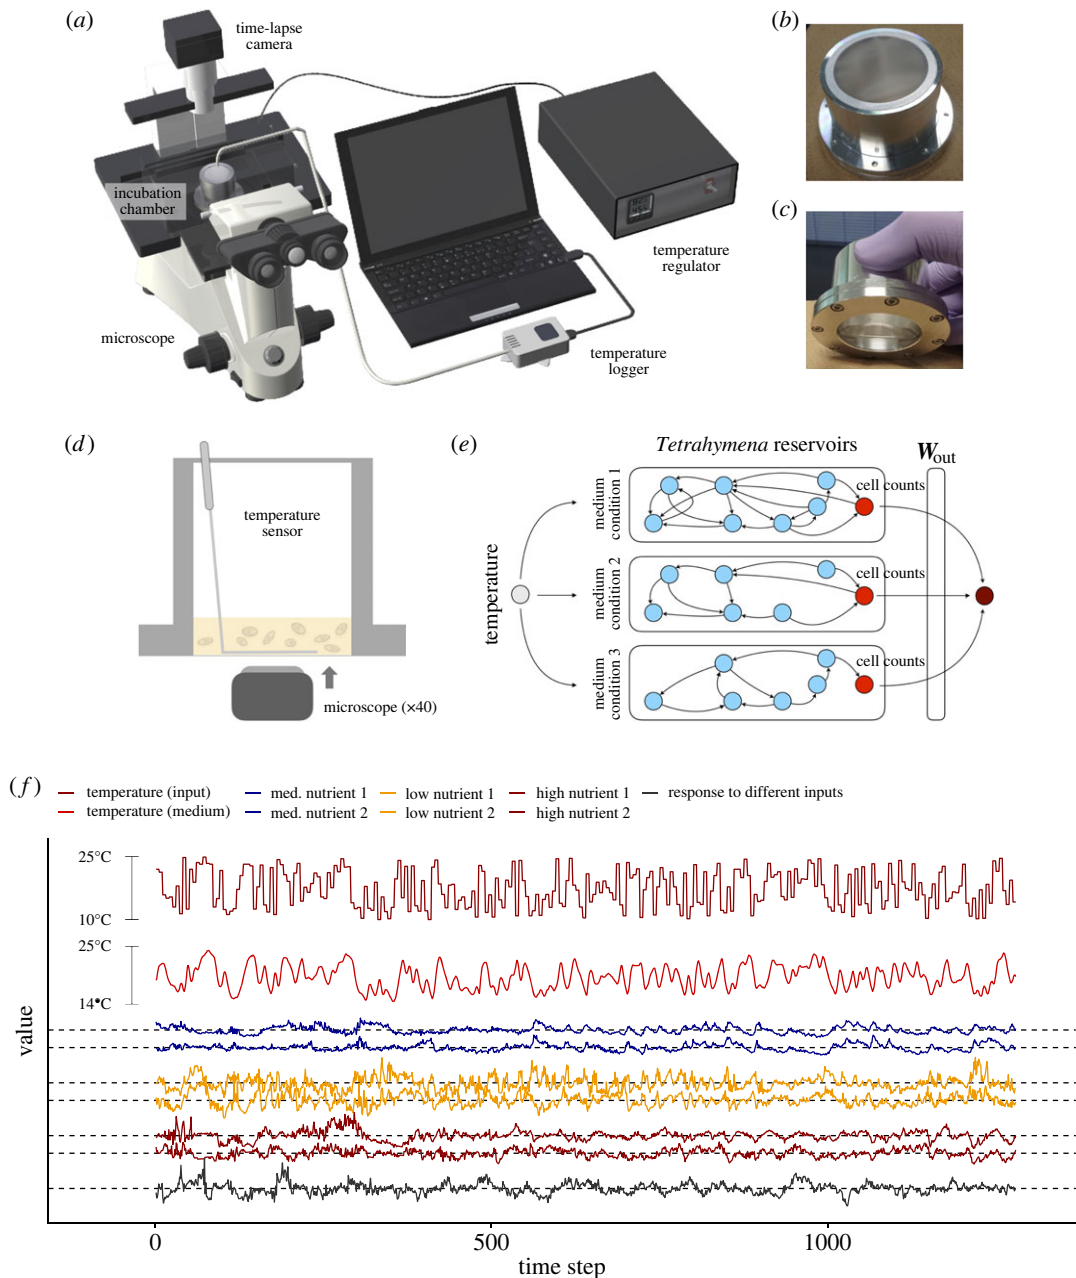 (a)
time-lapse
camera
incubation
chamber
microscope
temperature
regulator
temperature
logger
(b)
(c)
(d)
temperature
sensor
microscope (×40)
(e)
Tetrahymena reservoirs
Wout
temperature
medium
condition 1
cell counts
medium
condition 2
cell counts
medium
condition 3
cell counts
(f)
temperature (input)
temperature (medium)
med. nutrient 1
med. nutrient 2
low nutrient 1
low nutrient 2
high nutrient 1
high nutrient 2
response to different inputs
25°C
10°C
25°C
14°C
value
0
500
1000
time step